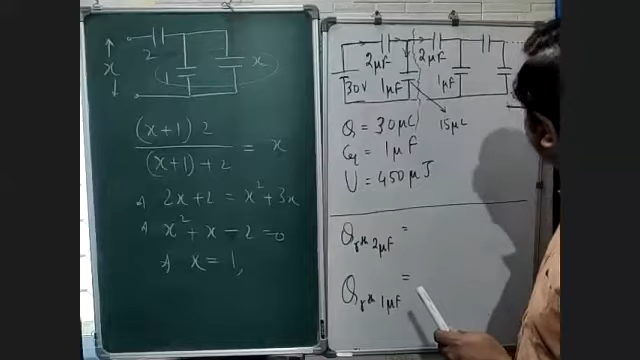 2
x
1
x
(x+1) 2
(x+1) + 2
= x
⇒ 2x+2 = x² + 3x
⇒ x² + x − 2 = 0
⇒ x = 1,
2μF
2μF
30V
1μF
1μF
15μC
Q = 30μC
Ceq = 1μF
U = 450μJ
2μF =
1μF =